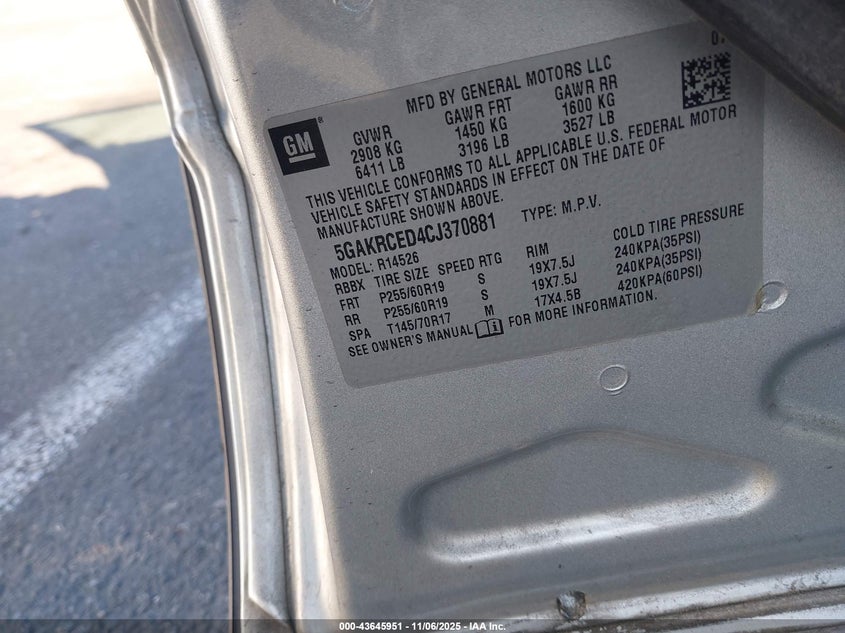 07
MFD BY GENERAL MOTORS LLC
GM
GVWR GAWR FRT GAWR RR
2908 KG 1450 KG 1600 KG
6411 LB 3196 LB 3527 LB
THIS VEHICLE CONFORMS TO ALL APPLICABLE U.S. FEDERAL MOTOR
VEHICLE SAFETY STANDARDS IN EFFECT ON THE DATE OF
MANUFACTURE SHOWN ABOVE.
5GAKRCED4CJ370881 TYPE: M.P.V.
MODEL: R14526
RBBX TIRE SIZE SPEED RTG RIM COLD TIRE PRESSURE
FRT P255/60R19 S 19X7.5J 240KPA(35PSI)
RR P255/60R19 S 19X7.5J 240KPA(35PSI)
SPA T145/70R17 M 17X4.5B 420KPA(60PSI)
SEE OWNER'S MANUAL FOR MORE INFORMATION.
000-43645951 - 11/06/2025 - IAA Inc.